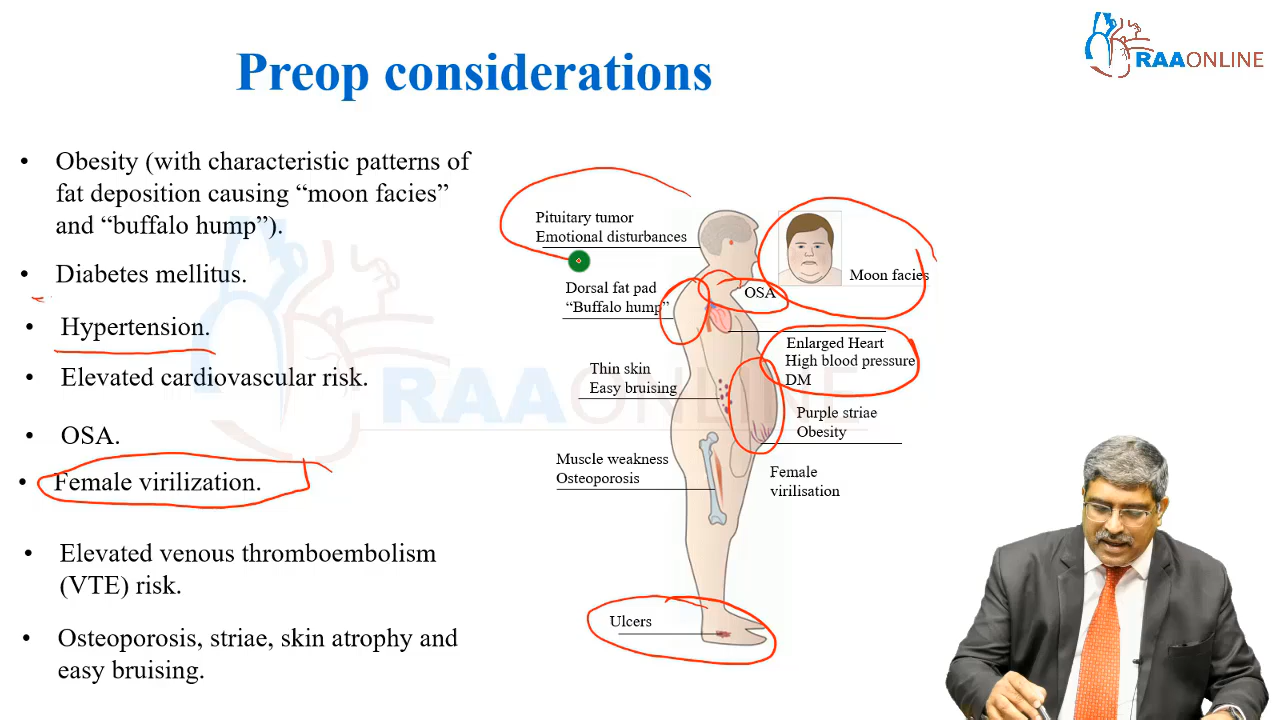 Preop considerations
RAAONLINE
• Obesity (with characteristic patterns of
fat deposition causing “moon facies”
and “buffalo hump”).
• Diabetes mellitus.
• Hypertension.
• Elevated cardiovascular risk.
• OSA.
• Female virilization.
• Elevated venous thromboembolism
(VTE) risk.
• Osteoporosis, striae, skin atrophy and
easy bruising.
Pituitary tumor
Emotional disturbances
Moon facies
Dorsal fat pad
“Buffalo hump”
OSA
Enlarged Heart
High blood pressure
DM
Thin skin
Easy bruising
Purple striae
Obesity
Muscle weakness
Osteoporosis
Female
virilisation
Ulcers
RAAONLINE